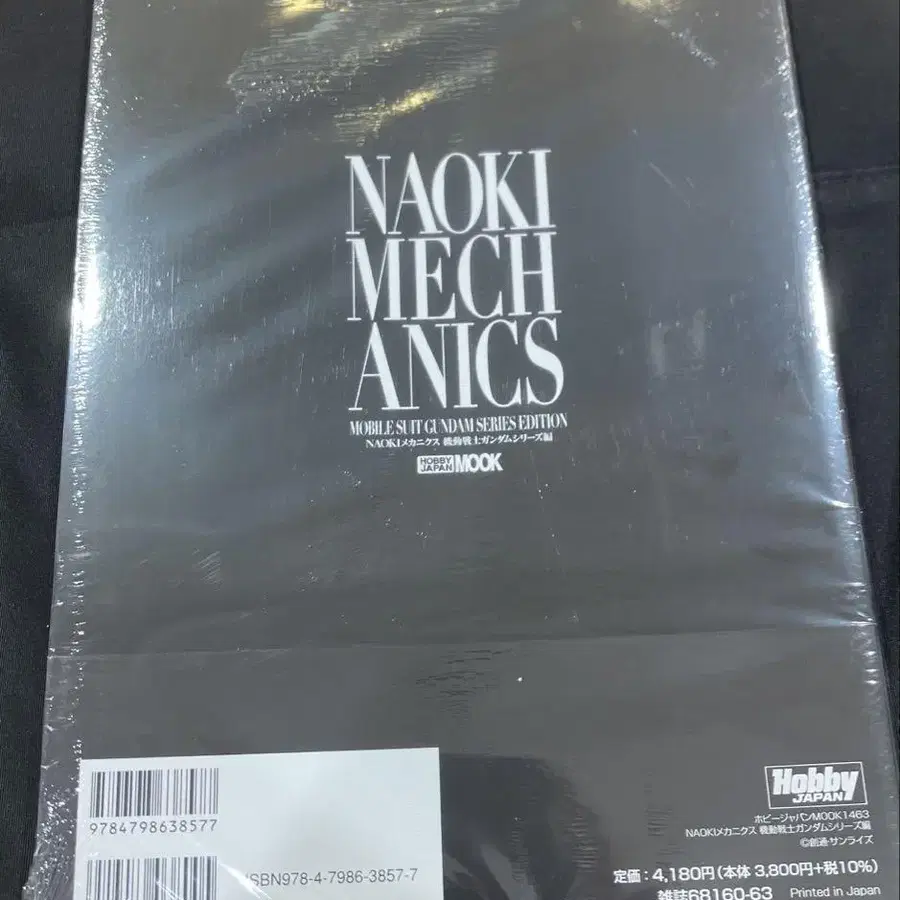 NAOKI
MECH
ANICS
MOBILE SUIT GUNDAM SERIES EDITION
NAOKIメカニクス 機動戦士ガンダムシリーズ編
HOBBY JAPAN MOOK
9784798638577
ISBN978-4-7986-3857-7
Hobby
JAPAN
ホビージャパンMOOK1463
NAOKIメカニクス 機動戦士ガンダムシリーズ編
©創通・サンライズ
定価:4,180円(本体 3,800円+税10%)
雑誌68160-63 Printed in Japan